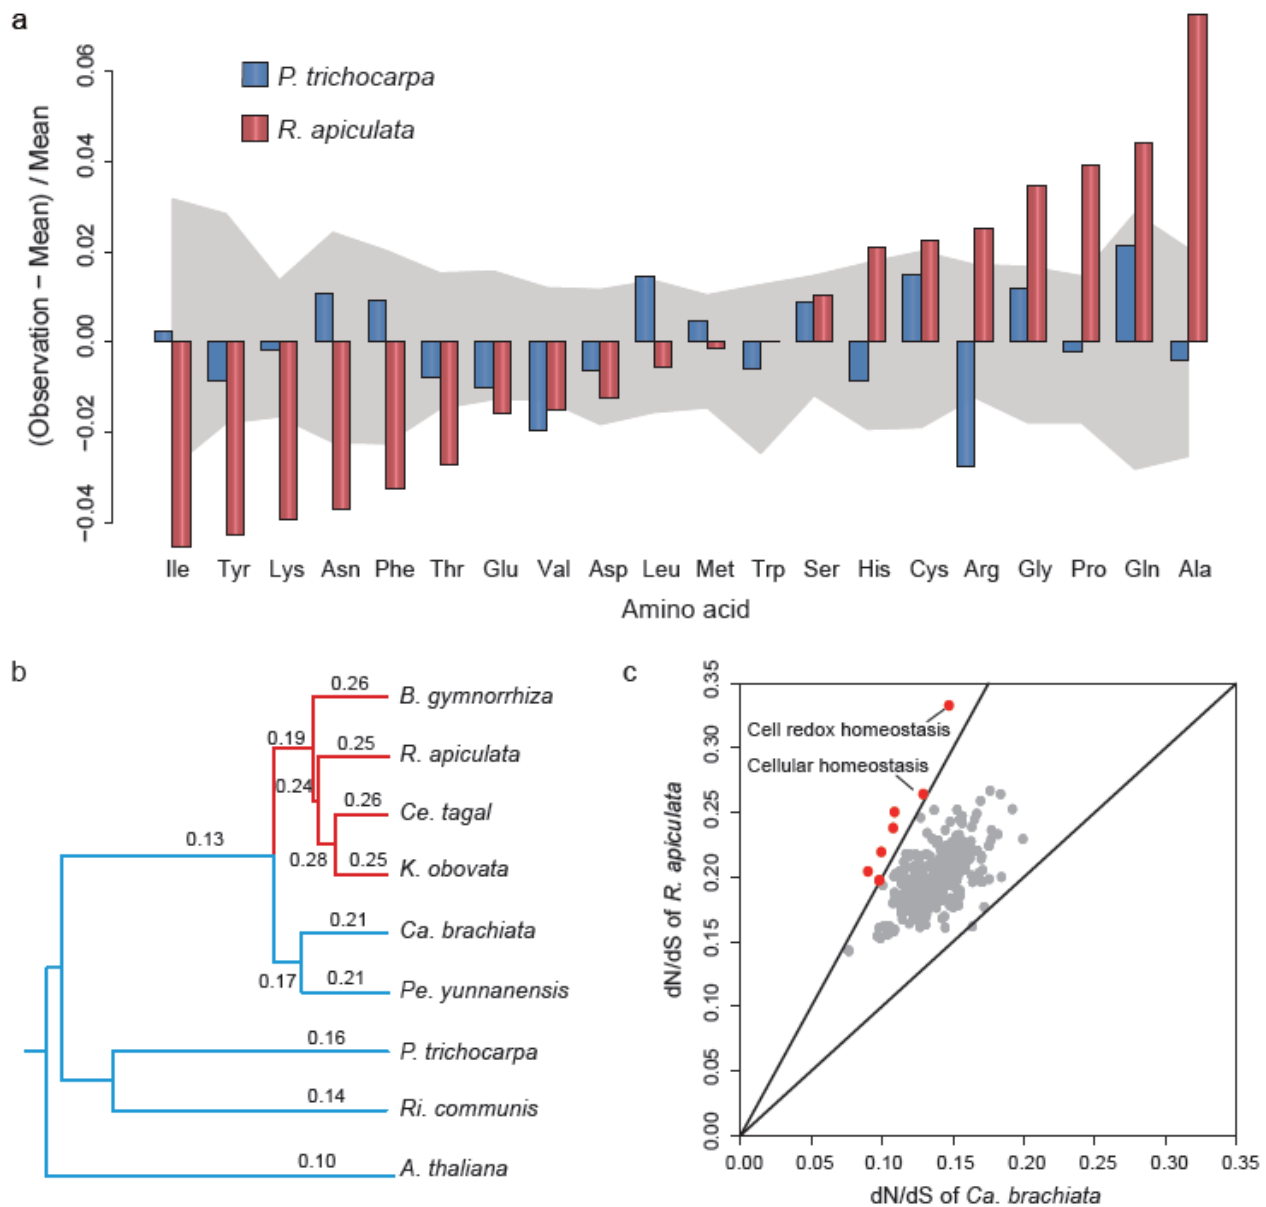 a
P. trichocarpa
R. apiculata
(Observation − Mean) / Mean
0.06
0.04
0.02
0.00
−0.02
−0.04
Ile Tyr Lys Asn Phe Thr Glu Val Asp Leu Met Trp Ser His Cys Arg Gly Pro Gln Ala
Amino acid
b
0.26
B. gymnorrhiza
0.19
0.25
R. apiculata
0.24
0.26
Ce. tagal
0.13
0.28
0.25
K. obovata
0.21
Ca. brachiata
0.17
0.21
Pe. yunnanensis
0.16
P. trichocarpa
0.14
Ri. communis
0.10
A. thaliana
c
dN/dS of R. apiculata
0.35
0.30
0.25
0.20
0.15
0.10
0.05
0.00
Cell redox homeostasis
Cellular homeostasis
0.00 0.05 0.10 0.15 0.20 0.25 0.30 0.35
dN/dS of Ca. brachiata